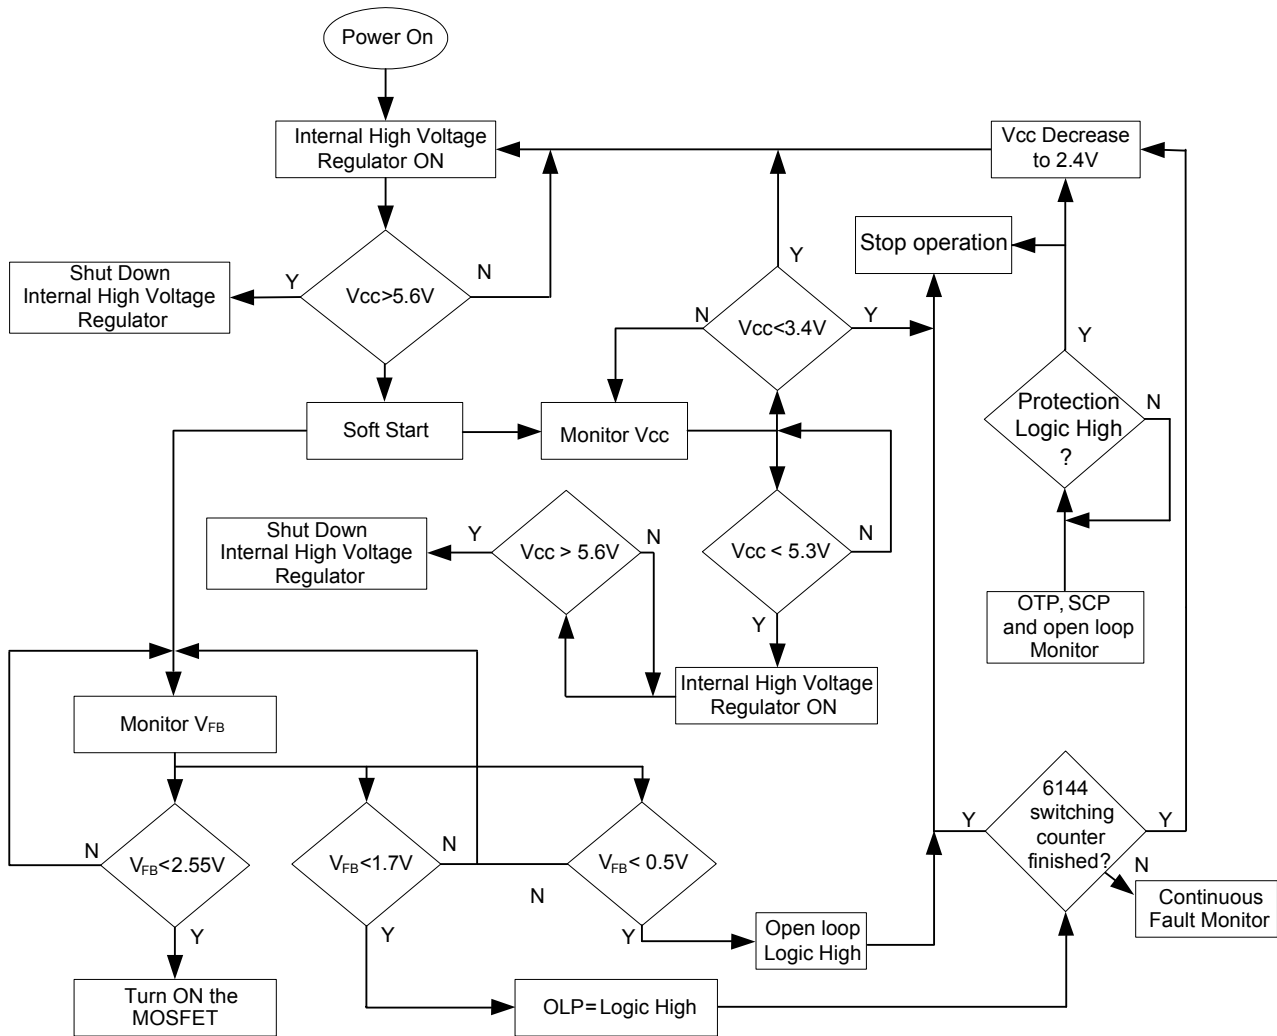 Power On
Internal High Voltage
Regulator ON
Vcc Decrease
to 2.4V
Stop operation
Y
Shut Down
Internal High Voltage
Regulator
Y
Vcc>5.6V
N
N
Vcc<3.4V
Y
Y
Protection
Logic High
?
N
Soft Start
Monitor Vcc
Shut Down
Internal High Voltage
Regulator
Y
Vcc > 5.6V
N
Vcc < 5.3V
N
Y
OTP, SCP
and open loop
Monitor
Internal High Voltage
Regulator ON
Monitor VFB
N
VFB<2.55V
Y
VFB<1.7V
N
Y
VFB< 0.5V
N
Y
Y
6144
switching
counter
finished?
Y
N
Continuous
Fault Monitor
Open loop
Logic High
Turn ON the
MOSFET
OLP=Logic High